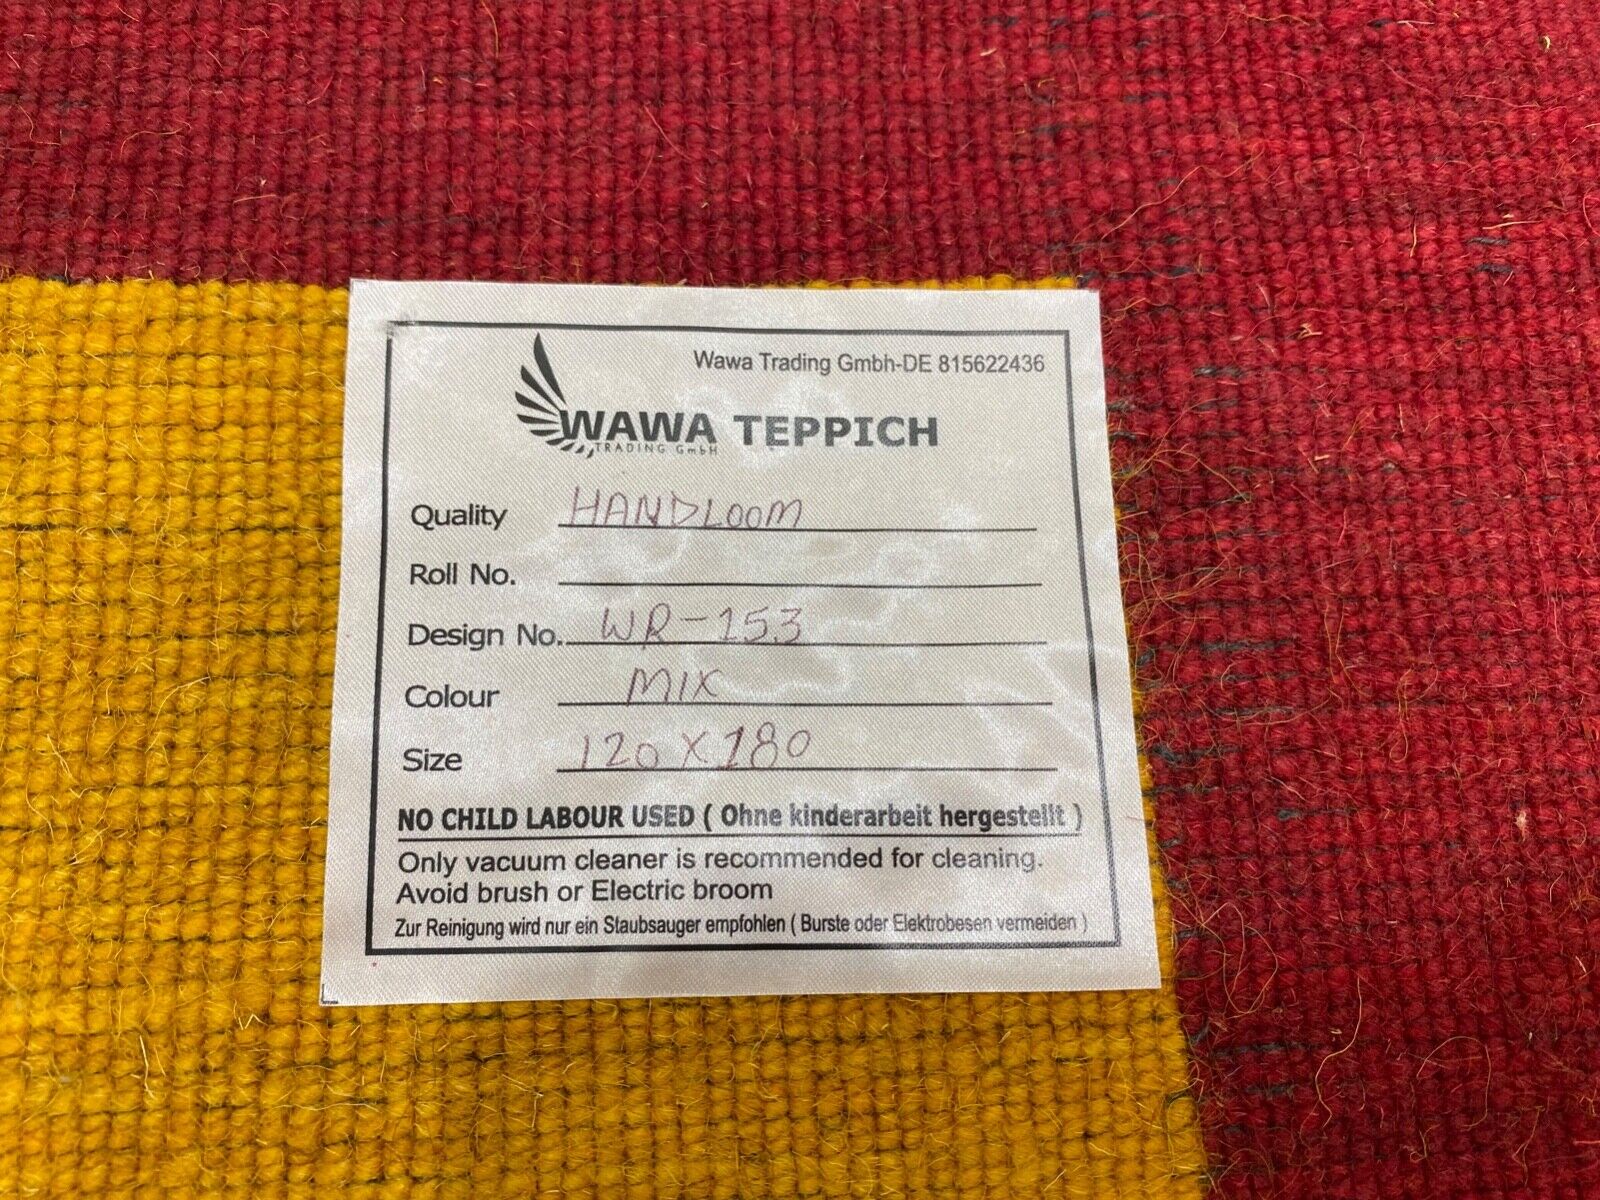 Wawa Trading Gmbh-DE 815622436
WAWA TEPPICH
TRADING GmbH
Quality HANDLOOM
Roll No.
Design No. WR-153
Colour MIX
Size 120 X 180
NO CHILD LABOUR USED ( Ohne kinderarbeit hergestellt )
Only vacuum cleaner is recommended for cleaning.
Avoid brush or Electric broom
Zur Reinigung wird nur ein Staubsauger empfohlen ( Burste oder Elektrobesen vermeiden )